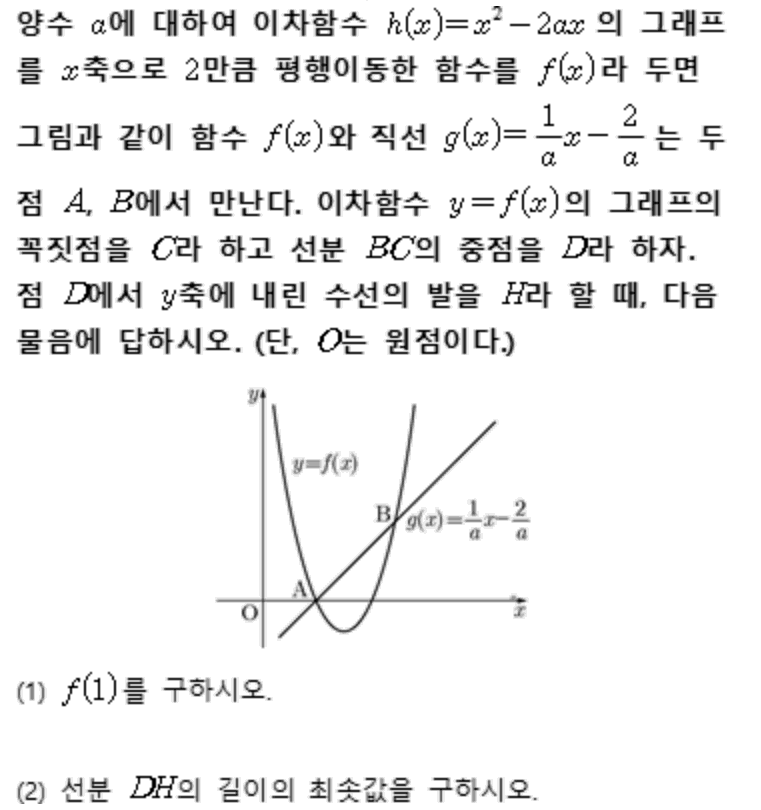 양수 a에 대하여 이차함수 h(x)=x²-2ax 의 그래프
를 x축으로 2만큼 평행이동한 함수를 f(x)라 두면
그림과 같이 함수 f(x)와 직선 g(x)=1/a x-2/a 는 두
점 A, B에서 만난다. 이차함수 y=f(x)의 그래프의
꼭짓점을 C라 하고 선분 BC의 중점을 D라 하자.
점 D에서 y축에 내린 수선의 발을 H라 할 때, 다음
물음에 답하시오. (단, O는 원점이다.)
y
y=f(x)
B
g(x)=1/a x-2/a
A
O
x
(1) f(1)를 구하시오.
(2) 선분 DH의 길이의 최솟값을 구하시오.